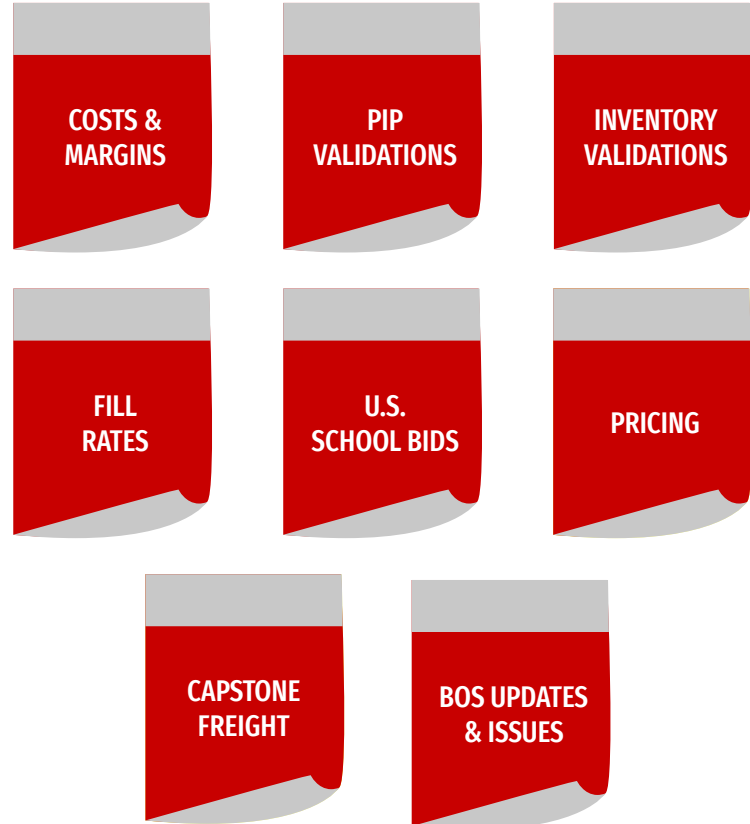 COSTS &
MARGINS
PIP
VALIDATIONS
INVENTORY
VALIDATIONS
FILL
RATES
U.S.
SCHOOL BIDS
PRICING
CAPSTONE
FREIGHT
BOS UPDATES
& ISSUES